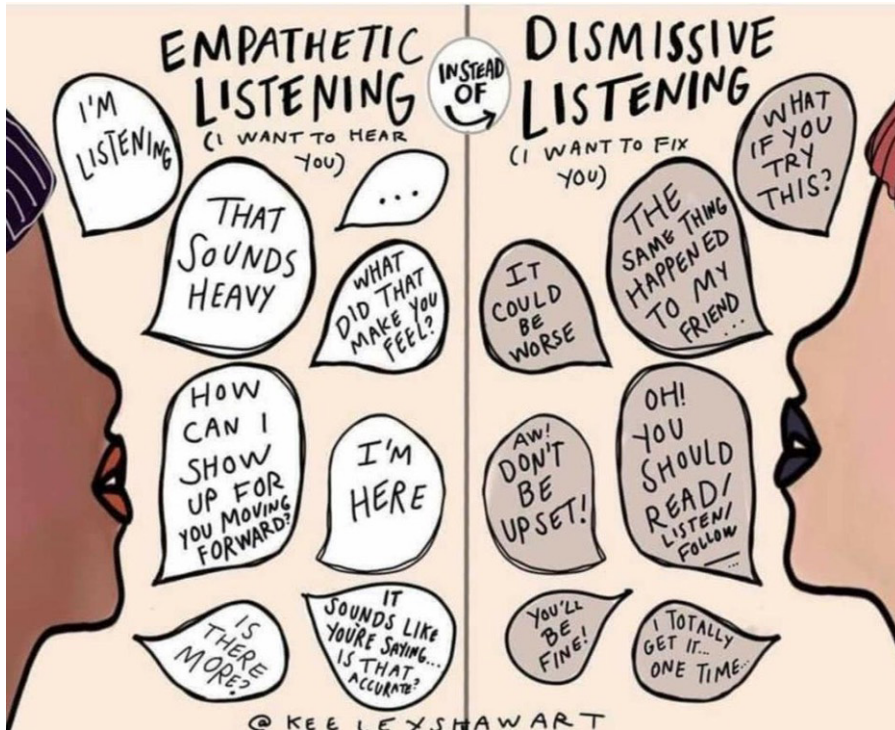 EMPATHETIC
LISTENING
(I WANT TO HEAR
YOU)
INSTEAD
OF
DISMISSIVE
LISTENING
(I WANT TO FIX
YOU)
I'M
LISTENING
THAT
SOUNDS
HEAVY
...
WHAT
DID THAT
MAKE YOU
FEEL?
HOW
CAN I
SHOW
UP FOR
YOU MOVING
FORWARD?
I'M
HERE
IS
THERE
MORE?
IT
SOUNDS LIKE
YOU'RE SAYING...
IS THAT
ACCURATE?
WHAT
IF YOU
TRY
THIS?
THE
SAME THING
HAPPENED
TO MY
FRIEND
...
IT
COULD
BE
WORSE
AW!
DON'T
BE
UPSET!
OH!
YOU
SHOULD
READ/
LISTEN/
FOLLOW
...
YOU'LL
BE
FINE!
I TOTALLY
GET IT...
ONE TIME...
@KEELEYSHAWART